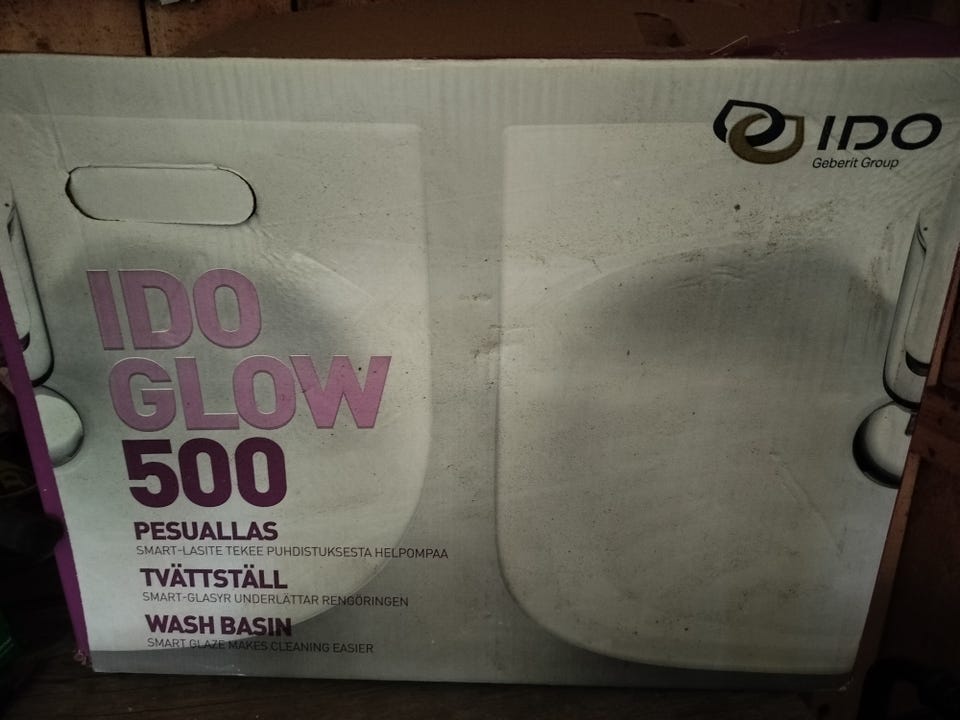 IDO
Geberit Group
IDO
GLOW
500
PESUALLAS
SMART-LASITE TEKEE PUHDISTUKSESTA HELPOMPAA
TVÄTTSTÄLL
SMART-GLASYR UNDERLÄTTAR RENGÖRINGEN
WASH BASIN
SMART GLAZE MAKES CLEANING EASIER